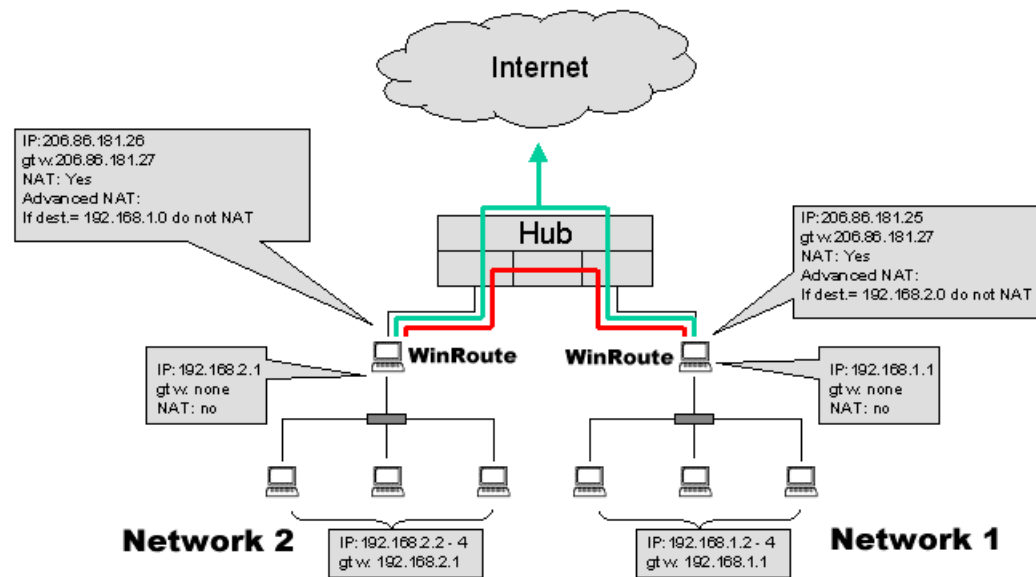 Internet
IP:206.86.181.26
gtw:206.86.181.27
NAT: Yes
Advanced NAT:
If dest.= 192.168.1.0 do not NAT
Hub
IP:206.86.181.25
gtw:206.86.181.27
NAT: Yes
Advanced NAT:
If dest.= 192.168.2.0 do not NAT
WinRoute
WinRoute
IP:192.168.2.1
gtw: none
NAT: no
IP:192.168.1.1
gtw: none
NAT: no
Network 2
IP:192.168.2.2 - 4
gtw: 192.168.2.1
IP:192.168.1.2 - 4
gtw: 192.168.1.1
Network 1